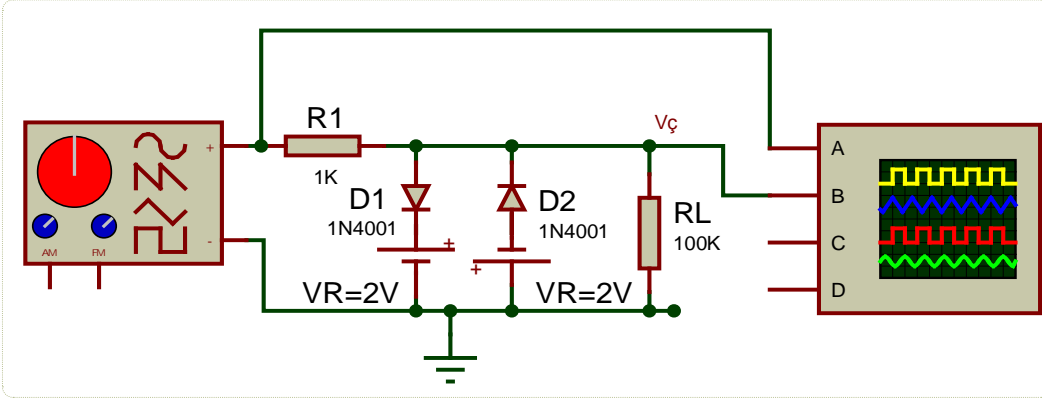 R1
1K
Vç
+
-
AM
FM
D1
1N4001
+
VR=2V
D2
1N4001
+
VR=2V
RL
100K
A
B
C
D